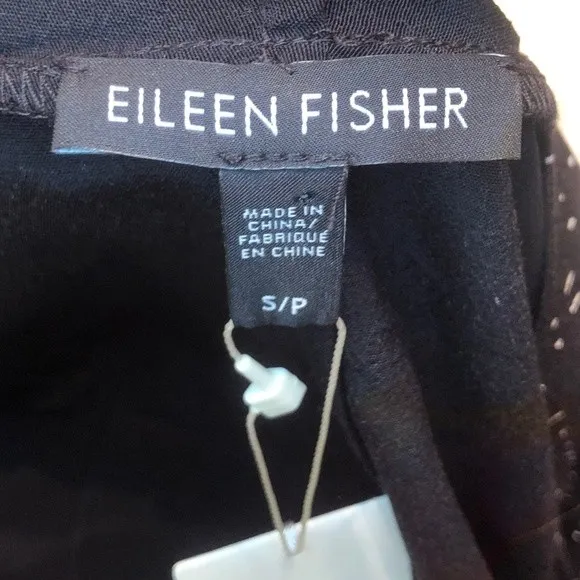 EILEEN FISHER
MADE IN
CHINA/
FABRIQUÉ
EN CHINE
S/P